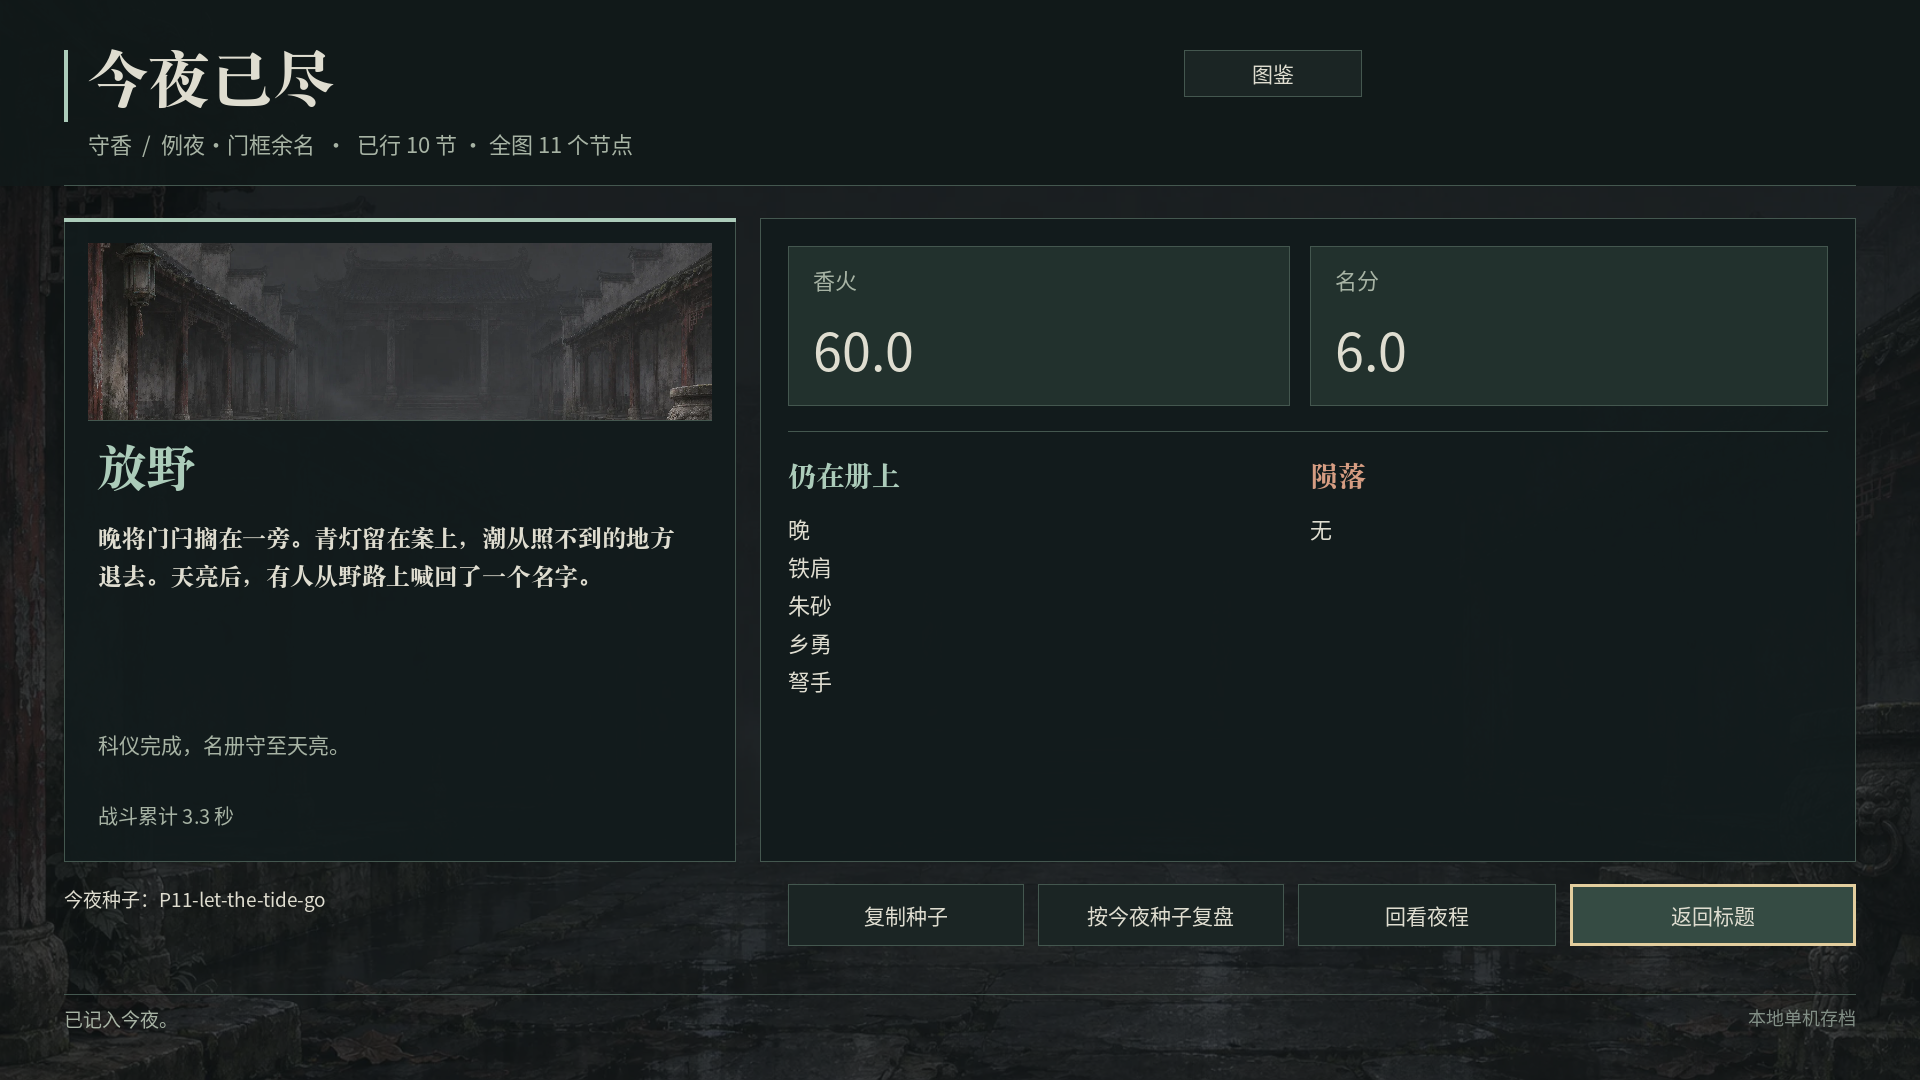 今夜已尽
图鉴
守香 / 例夜·门框余名 · 已行 10 节 · 全图 11 个节点
放野
晚将门闩搁在一旁。青灯留在案上，潮从照不到的地方
退去。天亮后，有人从野路上喊回了一个名字。
科仪完成，名册守至天亮。
战斗累计 3.3 秒
香火
60.0
名分
6.0
仍在册上
晚
铁肩
朱砂
乡勇
弩手
陨落
无
今夜种子：P11-let-the-tide-go
复制种子
按今夜种子复盘
回看夜程
返回标题
已记入今夜。
本地单机存档